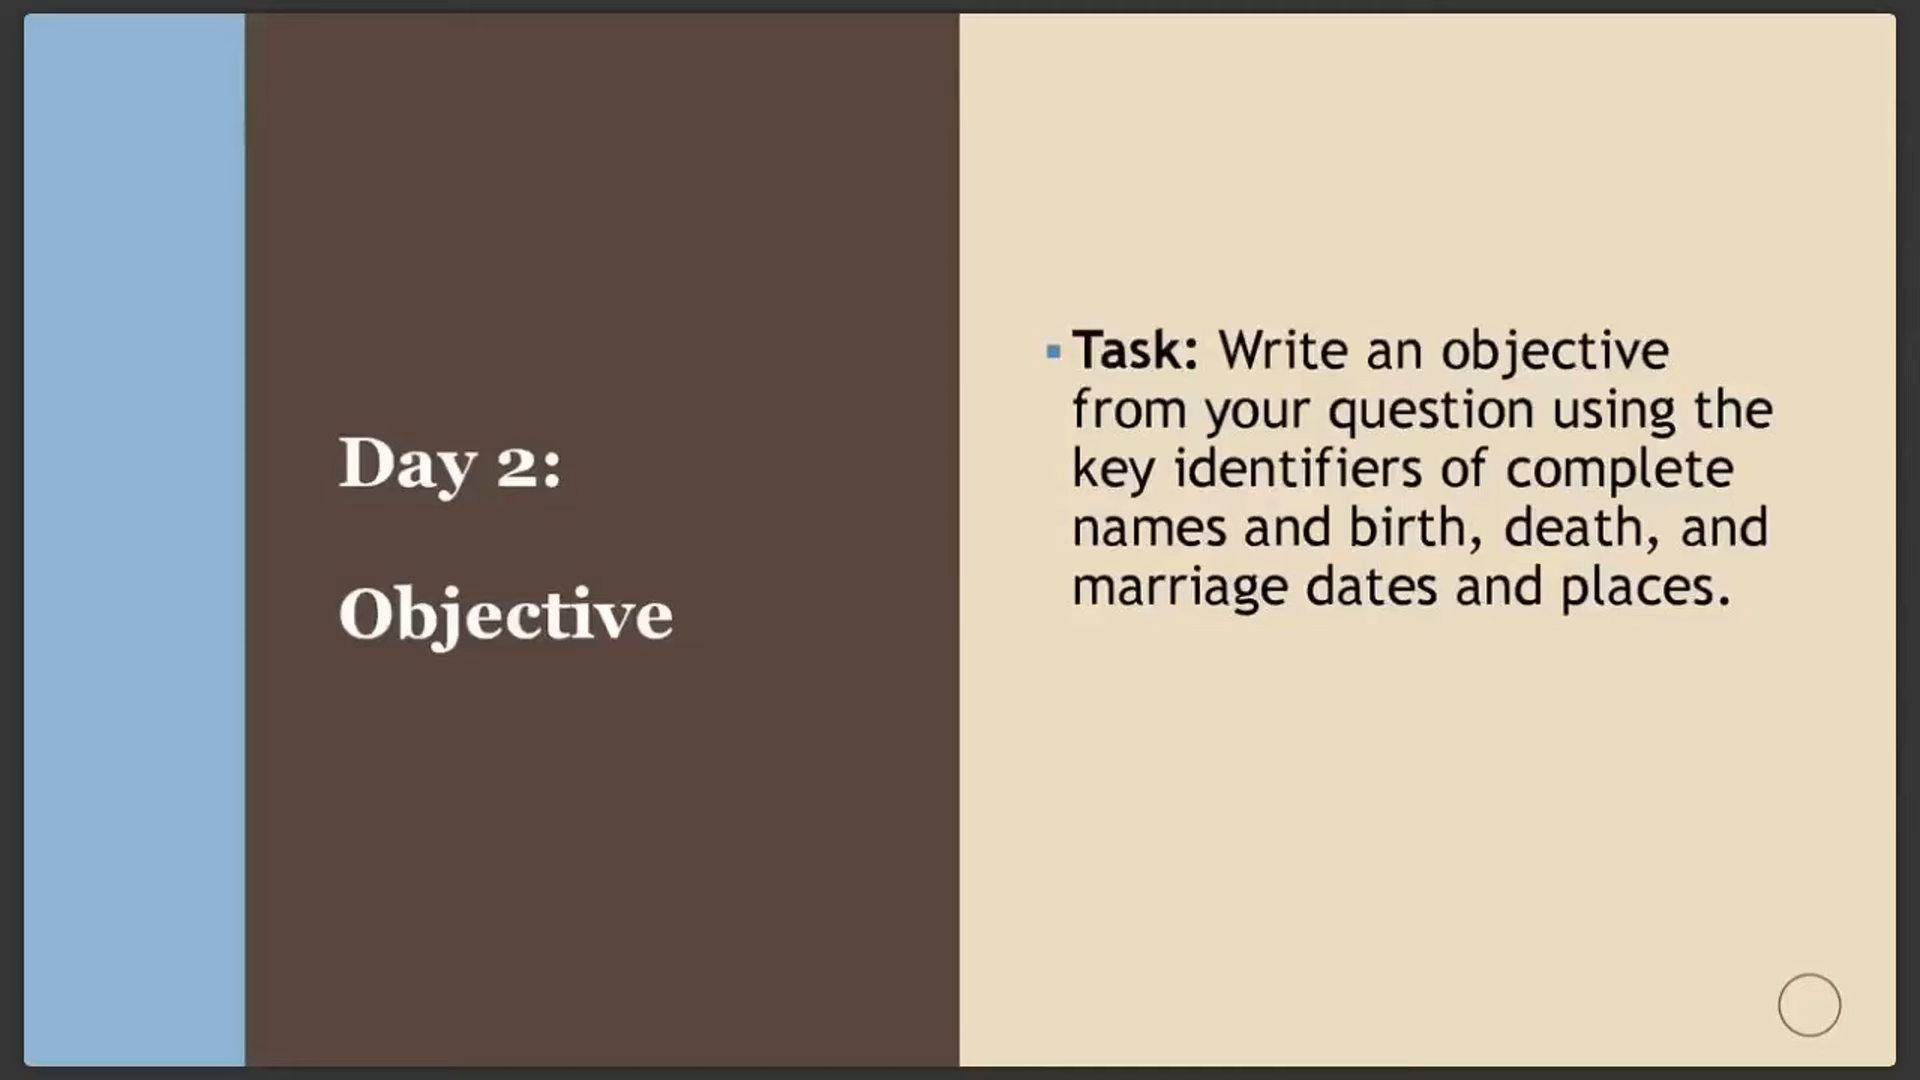 Day 2:
Objective
Task: Write an objective
from your question using the
key identifiers of complete
names and birth, death, and
marriage dates and places.